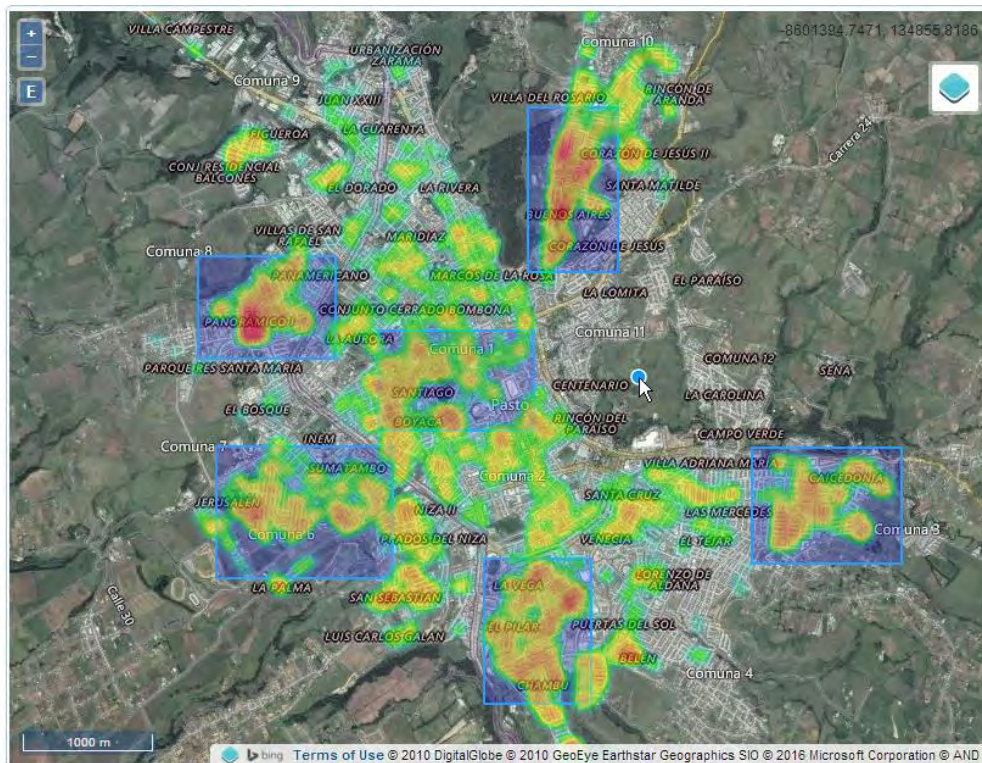 VILLA CAMPESTRE
+
−
E
-8601394.7471, 134855.8186
Comuna 10
URBANIZACIÓN
ZARAMA
Comuna 9
RINCÓN DE
ARANDA
JUAN XXIII
VILLA DEL ROSARIO
LA CUARENTA
FIGUEROA
Carrera 24
CORAZÓN DE JESÚS II
CONJ RESIDENCIAL
BALCONES
EL DORADO
LA RIVERA
SANTA MATILDE
BUENOS AIRES
VILLAS DE SAN
RAFAEL
MARIDIAZ
CORAZÓN DE JESÚS
Comuna 8
PANAMERICANO
MARCOS DE LA ROSA
EL PARAÍSO
LA LOMITA
CONJUNTO CERRADO BOMBONA
PANORÁMICO I
Comuna 11
LA AURORA
Comuna 1
COMUNA 12
PARQUERES SANTA MARIA
SENA
CENTENARIO
SANTIAGO
LA CAROLINA
Pasto
EL BOSQUE
BOYACA
RINCÓN DEL
PARAÍSO
CAMPO VERDE
INEM
Comuna 7
SUMATAMBO
VILLA ADRIANA MARIA
Comuna 2
CAICEDONIA
JERUSALÉN
SANTA CRUZ
NIZA II
LAS MERCEDES
Comuna 3
Comuna 6
PRADOS DEL NIZA
VENECIA
EL TEJAR
LORENZO DE
ALDANA
LA PALMA
LA VEGA
Calle 30
SAN SEBASTIAN
EL PILAR
PUERTAS DEL SOL
LUIS CARLOS GALAN
BELÉN
Comuna 4
CHAMBU
1000 m
bing Terms of Use © 2010 DigitalGlobe © 2010 GeoEye Earthstar Geographics SIO © 2016 Microsoft Corporation © AND